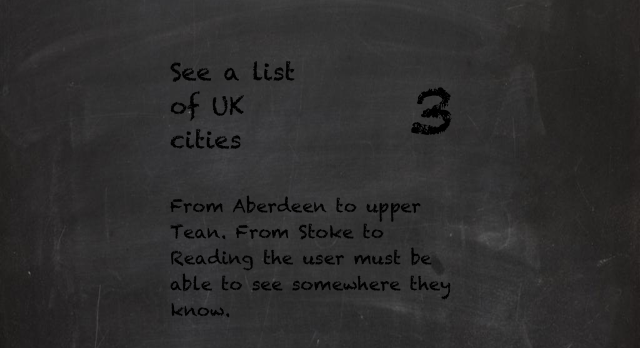 See a list
of UK
cities
3
From Aberdeen to upper
Tean. From Stoke to
Reading the user must be
able to see somewhere they
know.